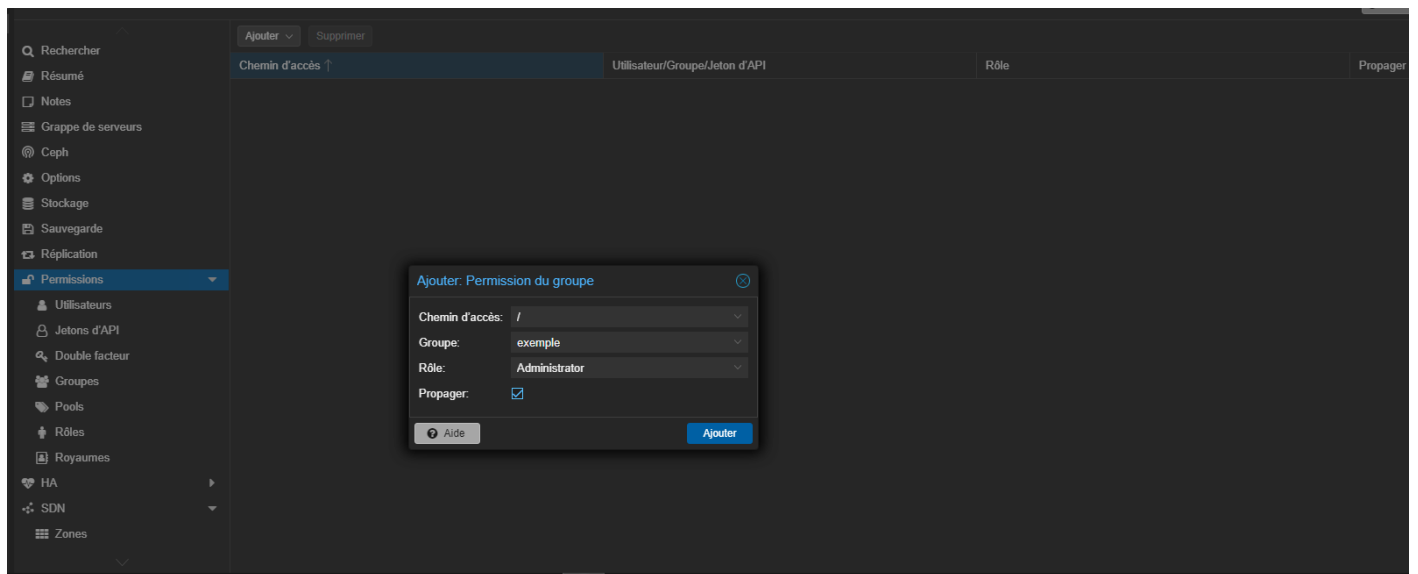 Ajouter Supprimer
Rechercher
Résumé
Notes
Grappe de serveurs
Ceph
Options
Stockage
Sauvegarde
Réplication
Permissions
Utilisateurs
Jetons d'API
Double facteur
Groupes
Pools
Rôles
Royaumes
HA
SDN
Zones
Chemin d'accès ↑ Utilisateur/Groupe/Jeton d'API Rôle Propager
Ajouter: Permission du groupe
Chemin d'accès: /
Groupe: exemple
Rôle: Administrator
Propager:
Aide Ajouter